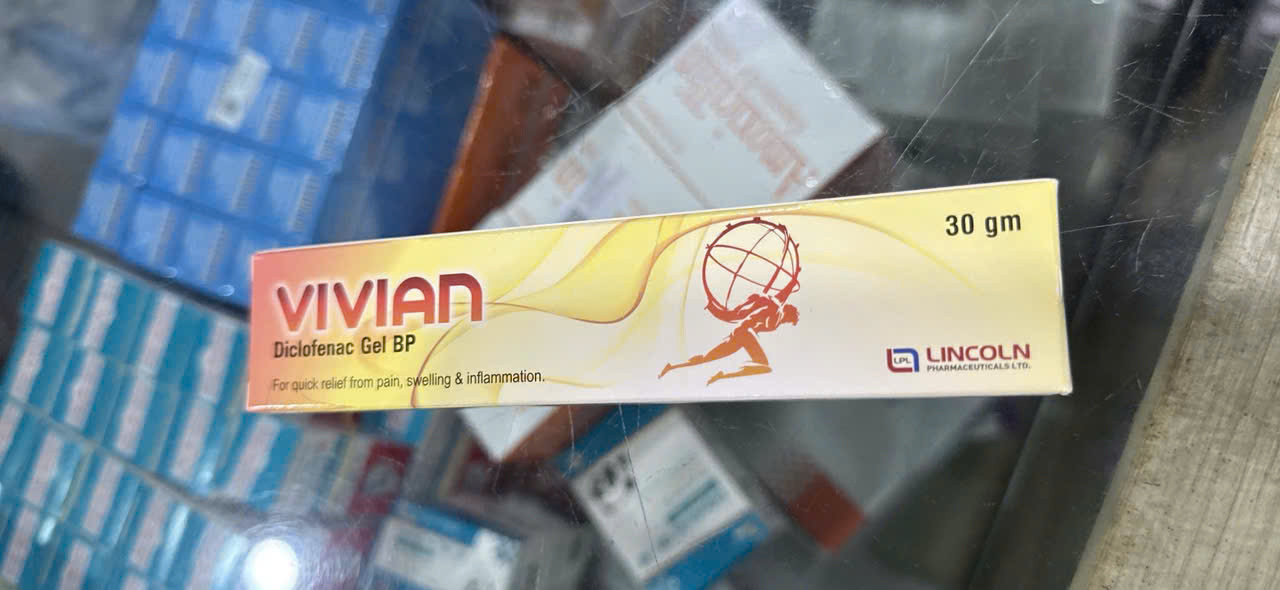 30 gm
VIVIAN
Diclofenac Gel BP
For quick relief from pain, swelling & inflammation.
LPL
LINCOLN
PHARMACEUTICALS LTD.